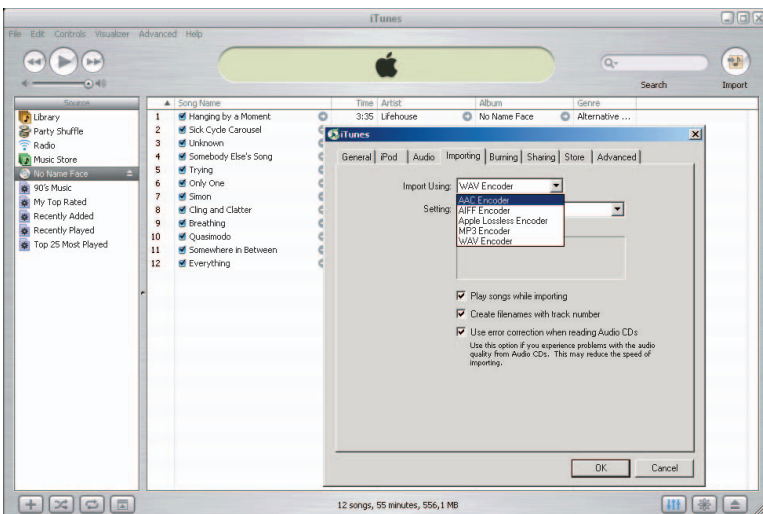 iTunes
File Edit Controls Visualizer Advanced Help
Search
Import
Source
Library
Party Shuffle
Radio
Music Store
No Name Face
90's Music
My Top Rated
Recently Added
Recently Played
Top 25 Most Played
Song Name Time Artist Album Genre
1 Hanging by a Moment 3:35 Lifehouse No Name Face Alternative ...
2 Sick Cycle Carousel
3 Unknown
4 Somebody Else's Song
5 Trying
6 Only One
7 Simon
8 Cling and Clatter
9 Breathing
10 Quasimodo
11 Somewhere in Between
12 Everything
iTunes
General iPod Audio Importing Burning Sharing Store Advanced
Import Using: WAV Encoder
Setting:
AAC Encoder
AIFF Encoder
Apple Lossless Encoder
MP3 Encoder
WAV Encoder
Play songs while importing
Create filenames with track number
Use error correction when reading Audio CDs
Use this option if you experience problems with the audio
quality from Audio CDs. This may reduce the speed of
importing.
OK Cancel
12 songs, 55 minutes, 556,1 MB